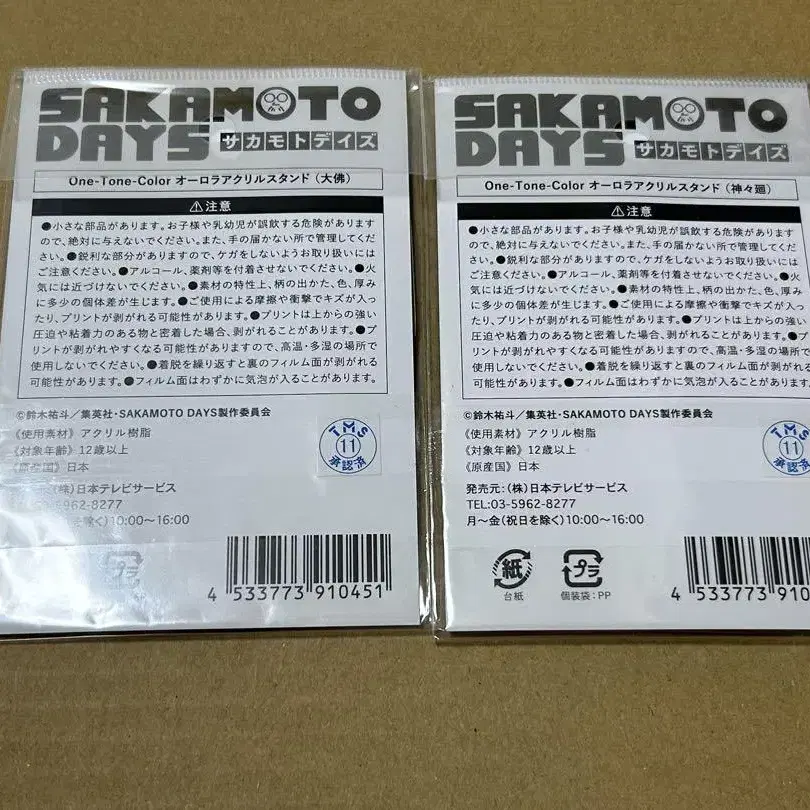 SAKAMOTO
DAYS サカモトデイズ
One-Tone-Color オーロラアクリルスタンド(大佛)
⚠注意
●小さな部品があります。お子様や乳幼児が誤飲する危険があります
ので、絶対に与えないでください。また、手の届かない所で管理してくだ
さい。●鋭利な部分がありますので、ケガをしないようお取り扱いには
ご注意ください。●アルコール、薬剤等を付着させないでください。●火
気には近づけないでください。●素材の特性上、柄の出かた、色、厚み
に多少の個体差が生じます。●ご使用による摩擦や衝撃でキズが入っ
たり、プリントが剥がれる可能性があります。●プリントは上からの強い
圧迫や粘着力のある物と密着した場合、剥がれることがあります。●プ
リントが剥がれやすくなる可能性がありますので、高温・多湿の場所で
使用しないでください。●着脱を繰り返すと裏のフィルム面が剥がれる
可能性があります。●フィルム面はわずかに気泡が入ることがあります。
©鈴木祐斗/集英社・SAKAMOTO DAYS製作委員会
《使用素材》アクリル樹脂
《対象年齢》12歳以上
《原産国》日本
TMS
11
承認済
(株)日本テレビサービス
03-5962-8277
を除く)10:00〜16:00
プラ
4 533773 910451
SAKAMOTO
DAYS サカモトデイズ
One-Tone-Color オーロラアクリルスタンド(神々廻)
⚠注意
●小さな部品があります。お子様や乳幼児が誤飲する危険があります
ので、絶対に与えないでください。また、手の届かない所で管理してくだ
さい。●鋭利な部分がありますので、ケガをしないようお取り扱いには
ご注意ください。●アルコール、薬剤等を付着させないでください。●火
気には近づけないでください。●素材の特性上、柄の出かた、色、厚み
に多少の個体差が生じます。●ご使用による摩擦や衝撃でキズが入っ
たり、プリントが剥がれる可能性があります。●プリントは上からの強い
圧迫や粘着力のある物と密着した場合、剥がれることがあります。●プ
リントが剥がれやすくなる可能性がありますので、高温・多湿の場所で
使用しないでください。●着脱を繰り返すと裏のフィルム面が剥がれる
可能性があります。●フィルム面はわずかに気泡が入ることがあります
©鈴木祐斗/集英社・SAKAMOTO DAYS製作委員会
《使用素材》アクリル樹脂
《対象年齢》12歳以上
《原産国》日本
TMS
11
承認済
発売元:(株)日本テレビサービス
TEL:03-5962-8277
月〜金(祝日を除く)10:00〜16:00
紙 プラ
台紙 個装袋:PP
4 533773 910